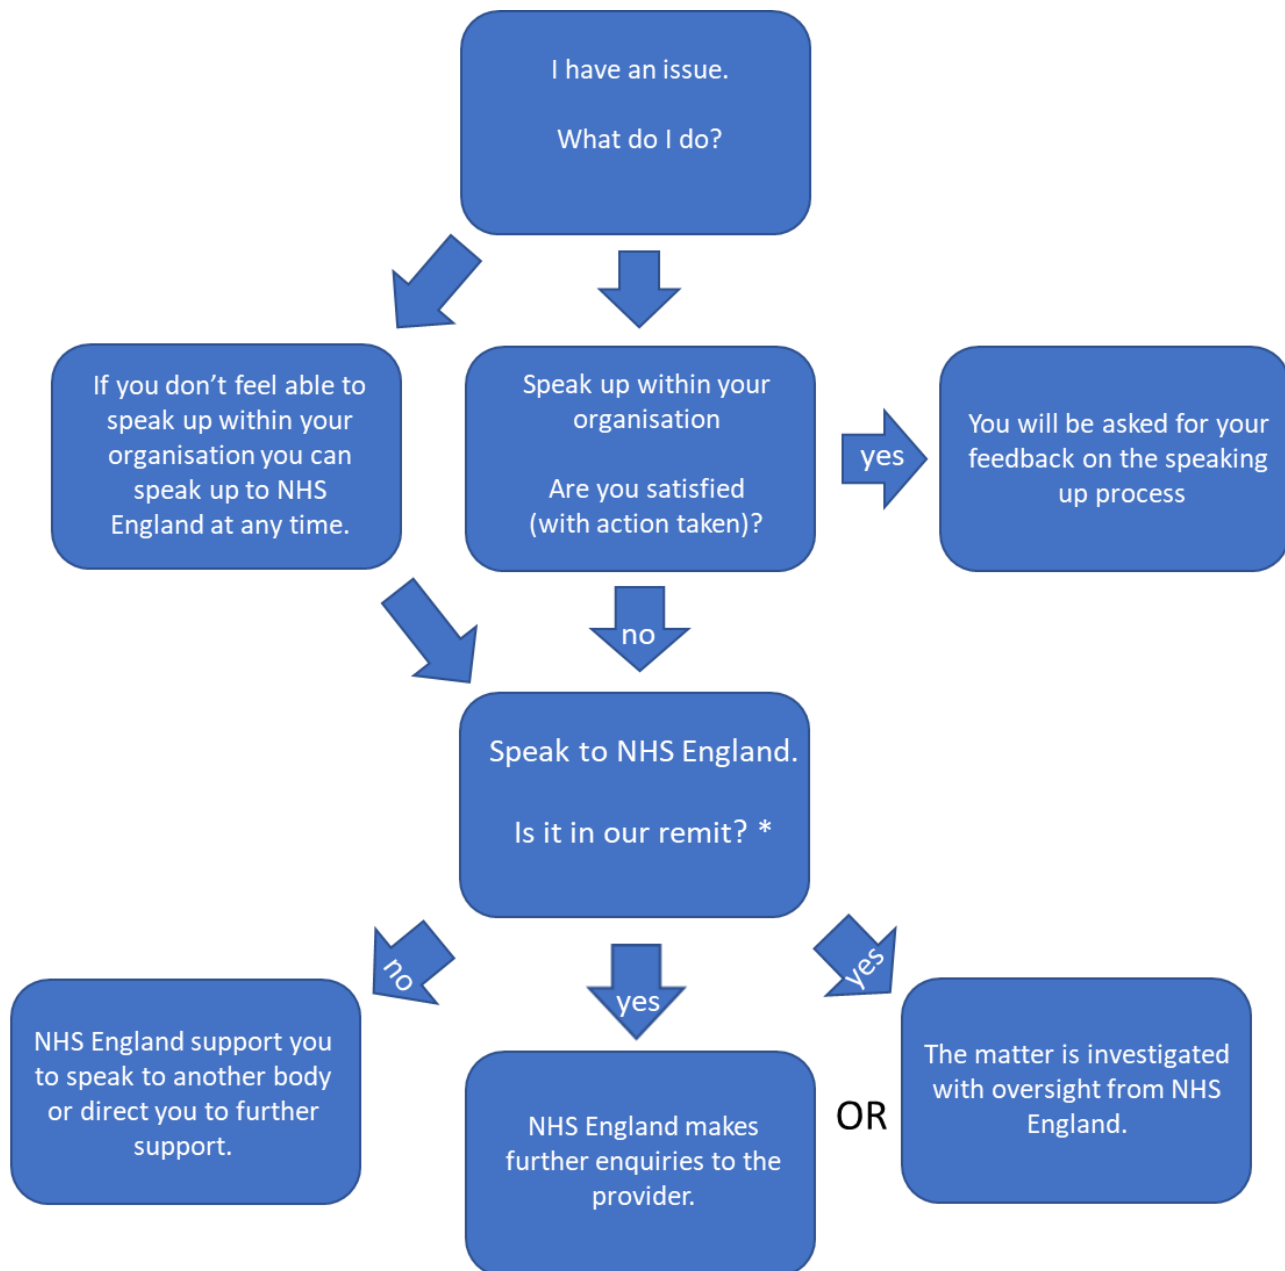 I have an issue.
What do I do?
If you don’t feel able to
speak up within your
organisation you can
speak up to NHS
England at any time.
Speak up within your
organisation
Are you satisfied
(with action taken)?
yes
You will be asked for your
feedback on the speaking
up process
no
Speak to NHS England.
Is it in our remit? *
no
yes
yes
NHS England support you
to speak to another body
or direct you to further
support.
NHS England makes
further enquiries to the
provider.
OR
The matter is investigated
with oversight from NHS
England.